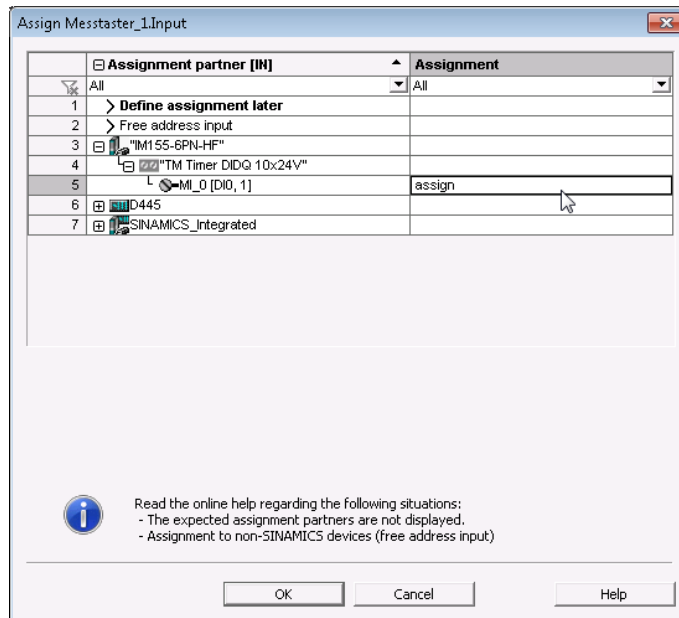 Assign Messtaster_1.Input
Assignment partner [IN] Assignment
All All
1 Define assignment later
2 Free address input
3 "IM155-6PN-HF"
4 "TM Timer DIDQ 10x24V"
5 MI_0 [DI0, 1] assign
6 D445
7 SINAMICS_Integrated
Read the online help regarding the following situations:
- The expected assignment partners are not displayed.
- Assignment to non-SINAMICS devices (free address input)
OK Cancel Help